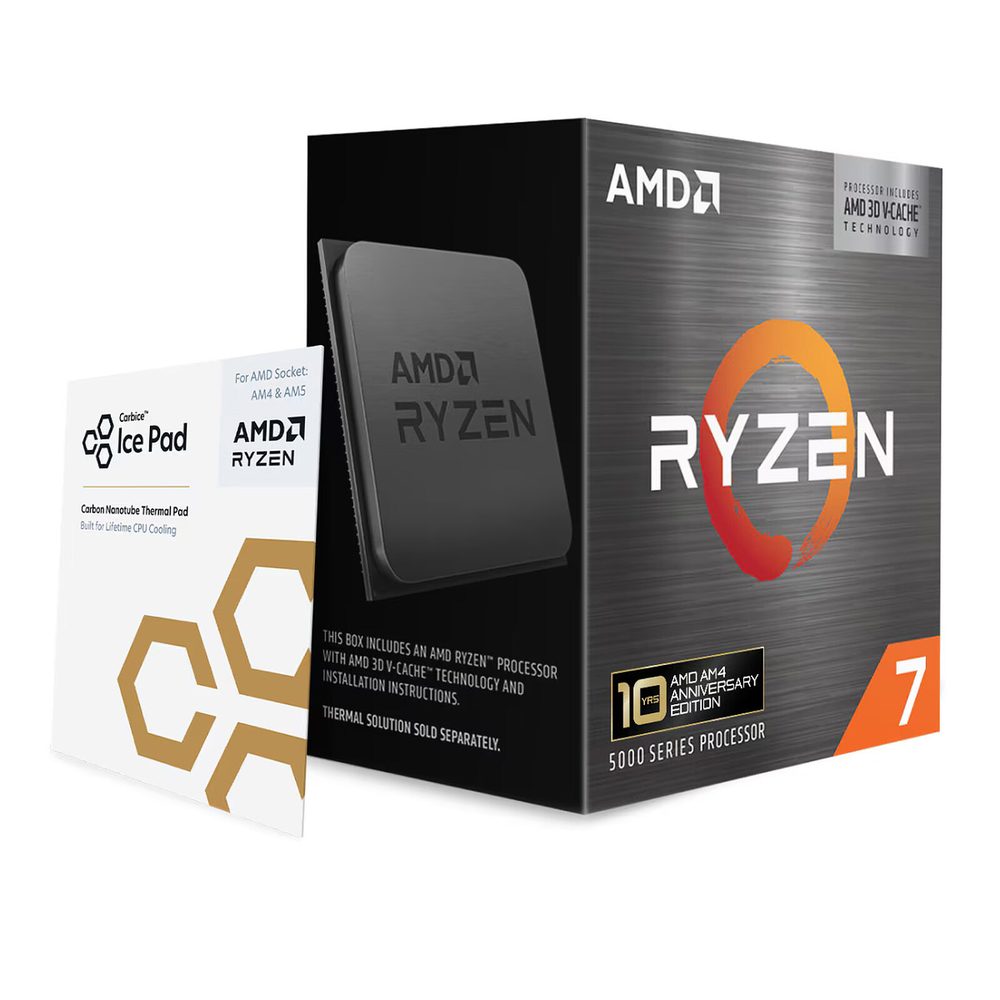 For AMD Socket:
AM4 & AM5
AMD
RYZEN
Carbice™
Ice Pad
Carbon Nanotube Thermal Pad
Built for Lifetime CPU Cooling
AMD
RYZEN
THIS BOX INCLUDES AN AMD RYZEN™ PROCESSOR
WITH AMD 3D V-CACHE™ TECHNOLOGY AND
INSTALLATION INSTRUCTIONS.
THERMAL SOLUTION SOLD SEPARATELY.
AMD
PROCESSOR INCLUDES
AMD 3D V-CACHE™
TECHNOLOGY
RYZEN
10 YRS
AMD AM4
ANNIVERSARY
EDITION
5000 SERIES PROCESSOR
7